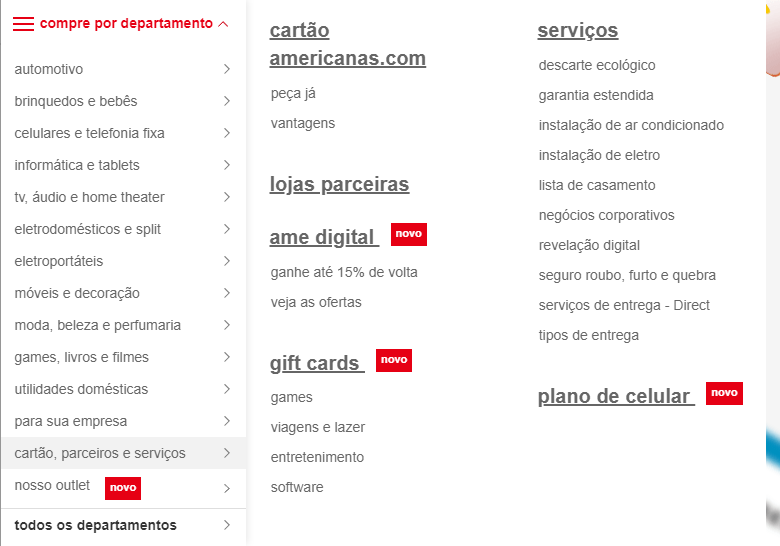 compre por departamento
automotivo
brinquedos e bebês
celulares e telefonia fixa
informática e tablets
tv, áudio e home theater
eletrodomésticos e split
eletroportáteis
móveis e decoração
moda, beleza e perfumaria
games, livros e filmes
utilidades domésticas
para sua empresa
cartão, parceiros e serviços
nosso outlet novo
todos os departamentos
cartão
americanas.com
peça já
vantagens
lojas parceiras
ame digital novo
ganhe até 15% de volta
veja as ofertas
gift cards novo
games
viagens e lazer
entretenimento
software
serviços
descarte ecológico
garantia estendida
instalação de ar condicionado
instalação de eletro
lista de casamento
negócios corporativos
revelação digital
seguro roubo, furto e quebra
serviços de entrega - Direct
tipos de entrega
plano de celular novo